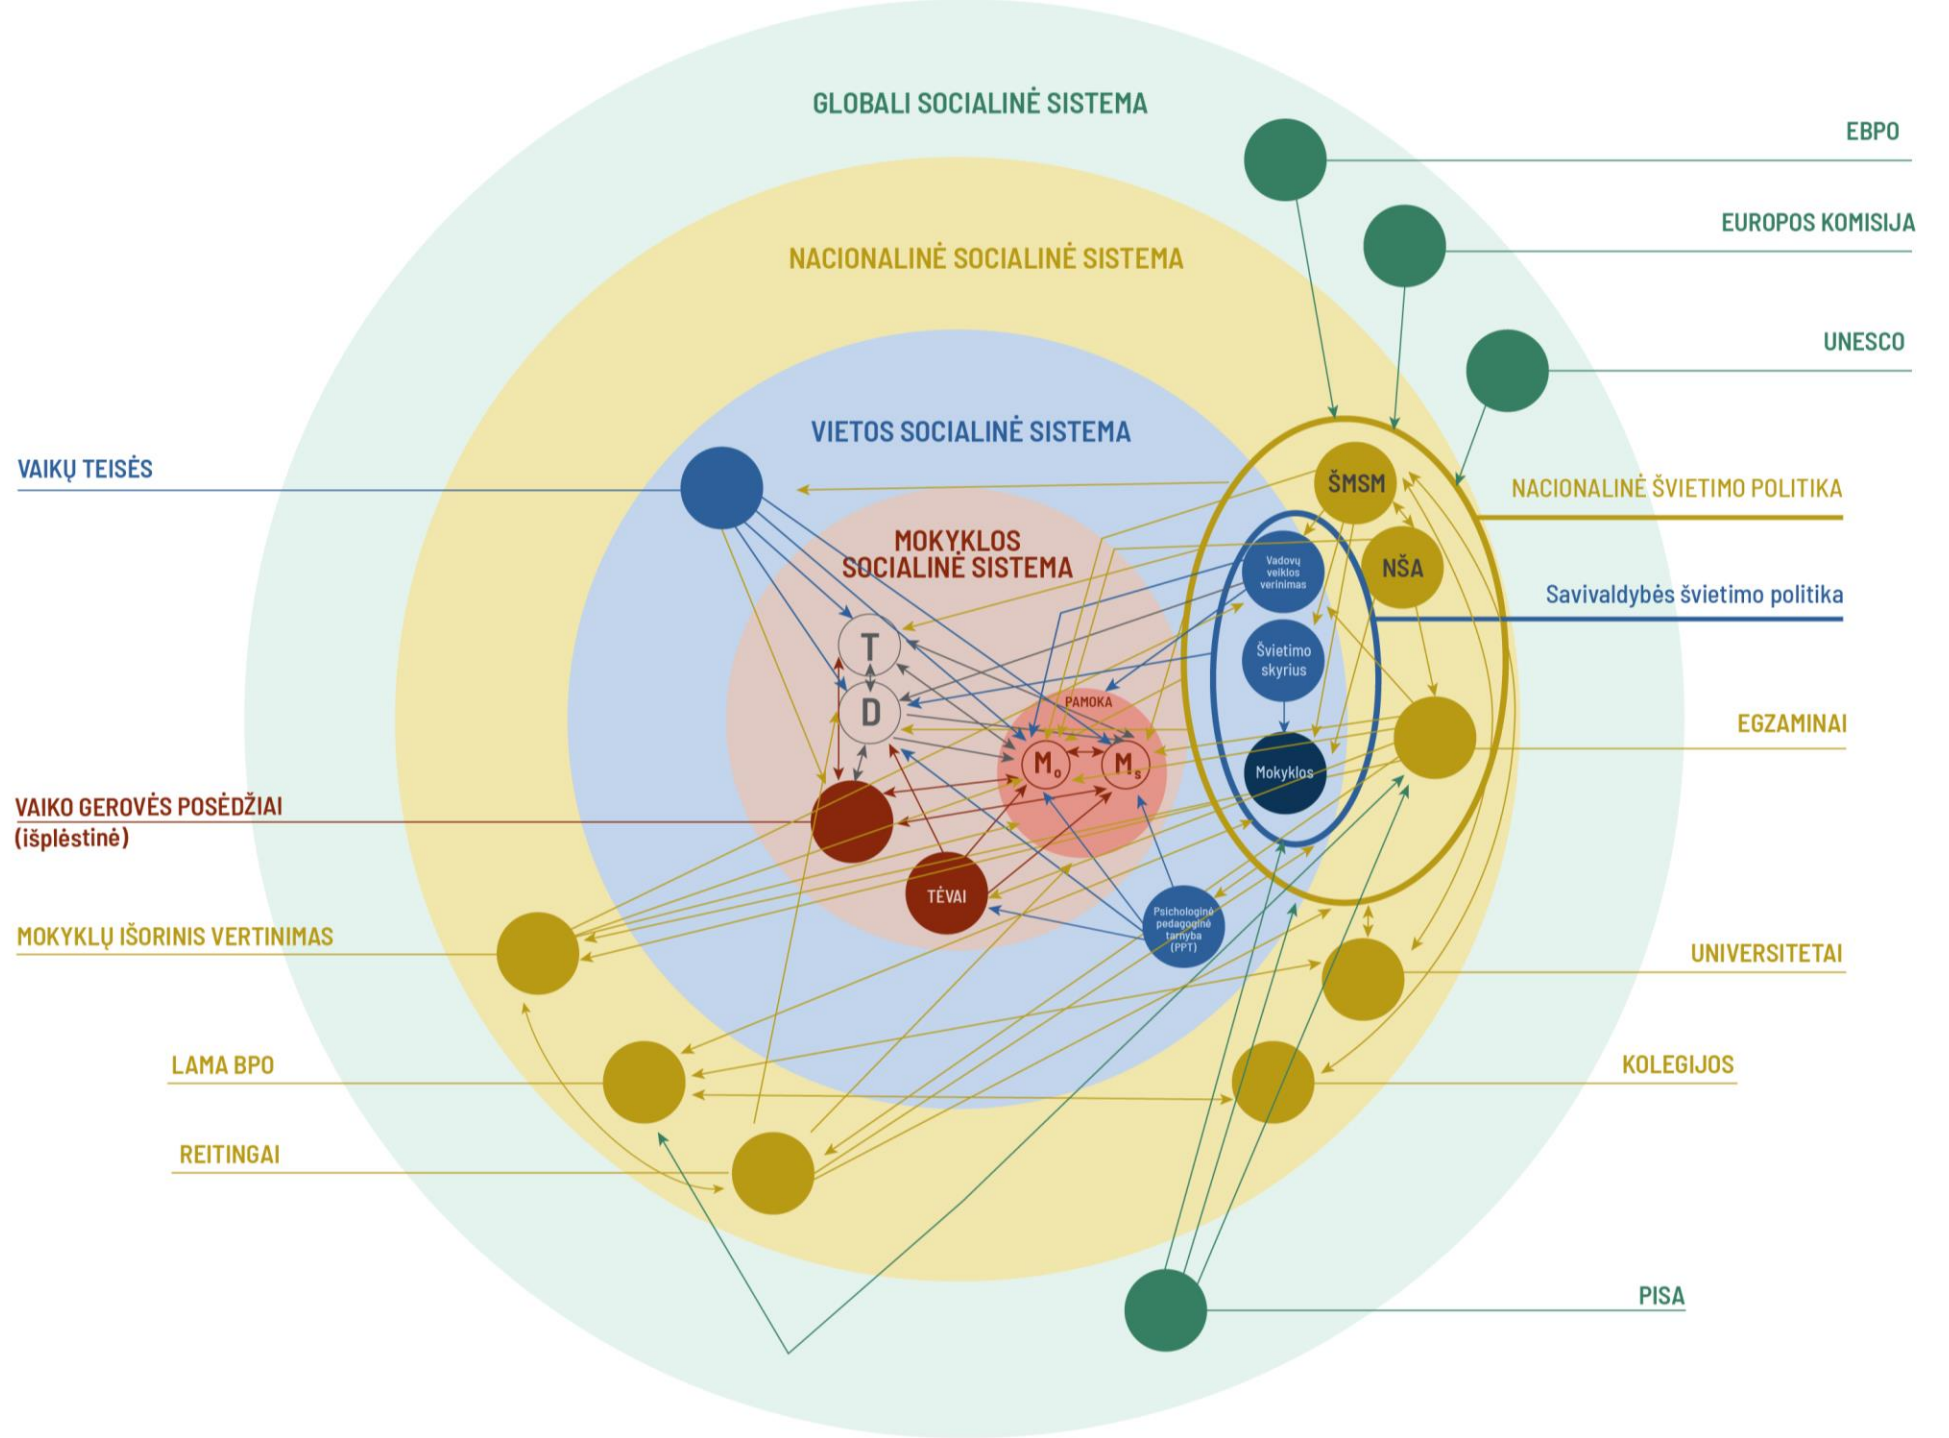 GLOBALI SOCIALINĖ SISTEMA
EBPO
EUROPOS KOMISIJA
NACIONALINĖ SOCIALINĖ SISTEMA
UNESCO
VIETOS SOCIALINĖ SISTEMA
VAIKŲ TEISĖS
ŠMSM
NACIONALINĖ ŠVIETIMO POLITIKA
MOKYKLOS
SOCIALINĖ SISTEMA
Vadovų
veiklos
verinimas
NŠA
Savivaldybės švietimo politika
T
Švietimo
skyrius
D
PAMOKA
EGZAMINAI
Mo
Ms
Mokyklos
VAIKO GEROVĖS POSĖDŽIAI
(išplėstinė)
TĖVAI
Psichologinė
pedagoginė
tarnyba
(PPT)
MOKYKLŲ IŠORINIS VERTINIMAS
UNIVERSITETAI
LAMA BPO
KOLEGIJOS
REITINGAI
PISA